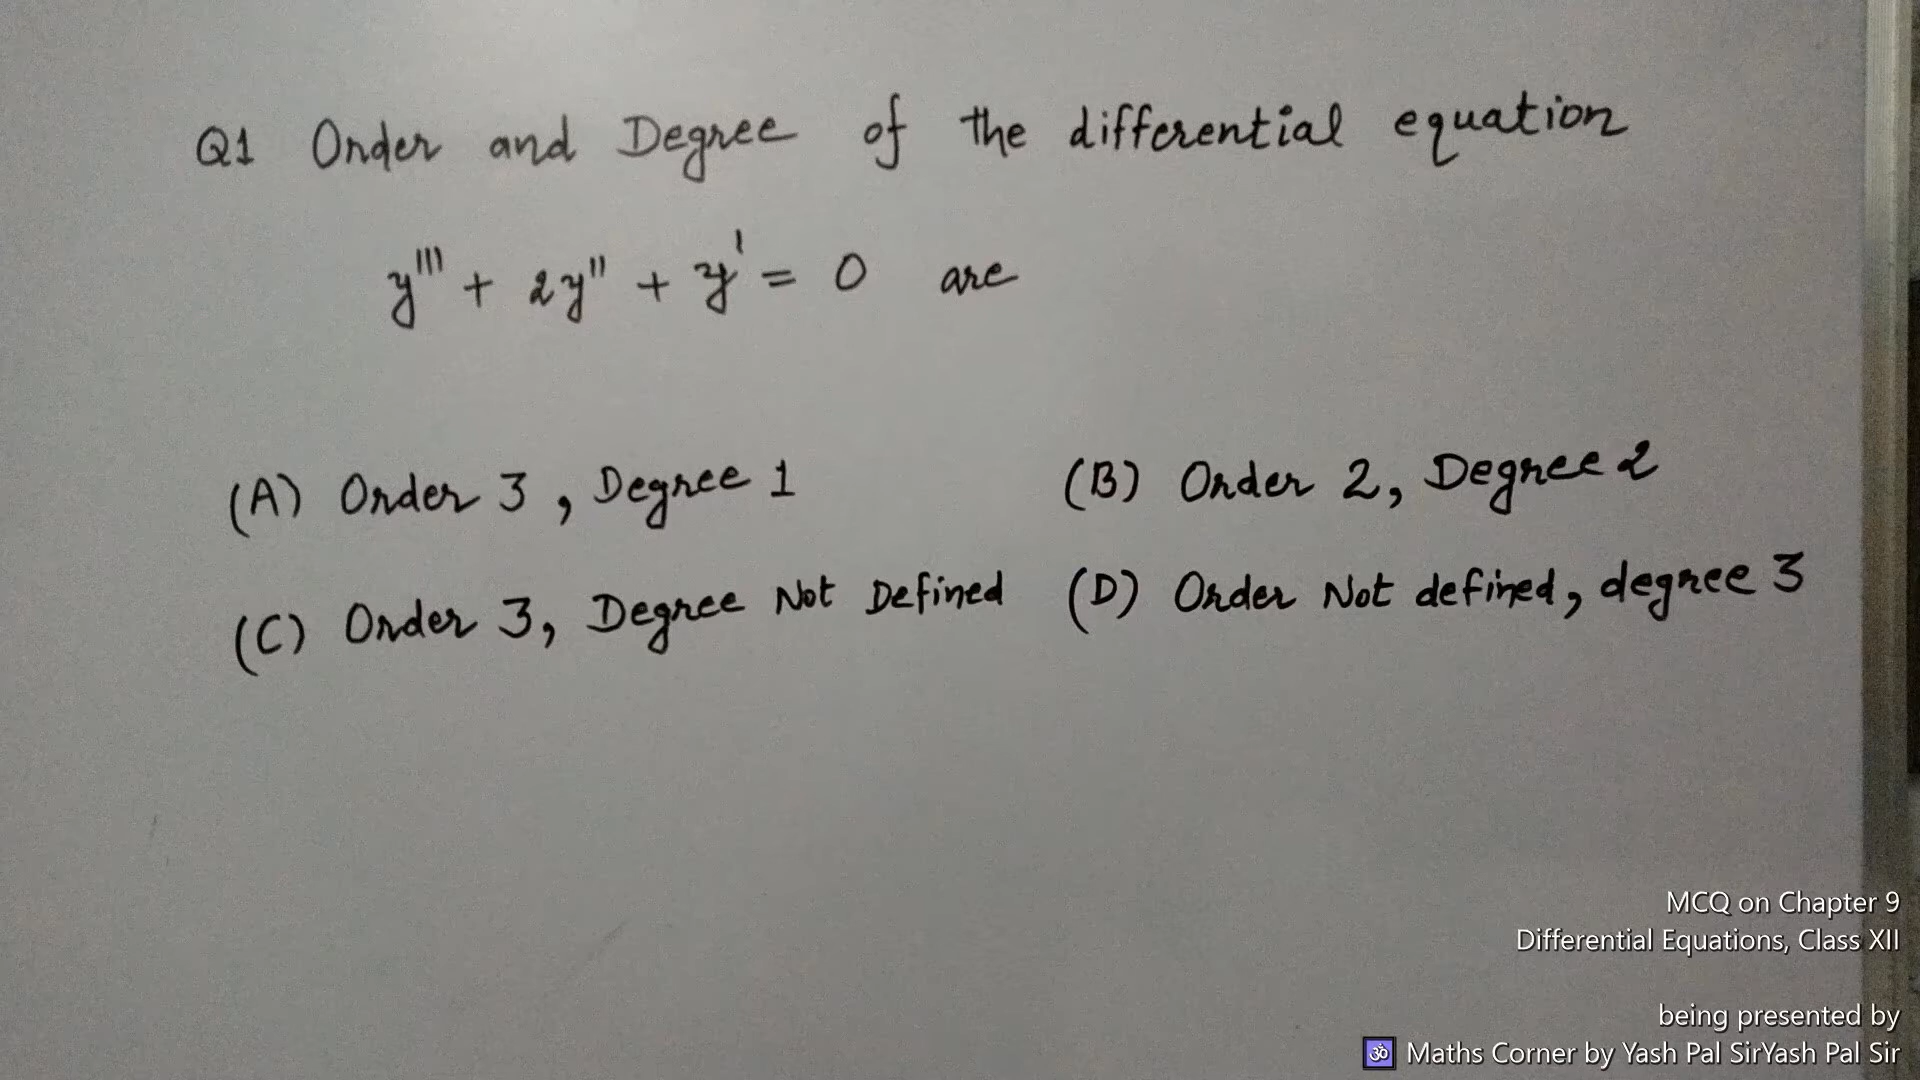 Q1 Order and Degree of the differential equation
y''' + 2y'' + y' = 0 are
(A) Order 3, Degree 1
(B) Order 2, Degree 2
(C) Order 3, Degree Not Defined
(D) Order Not defined, degree 3
MCQ on Chapter 9
Differential Equations, Class XII
being presented by
ॐ Maths Corner by Yash Pal SirYash Pal Sir